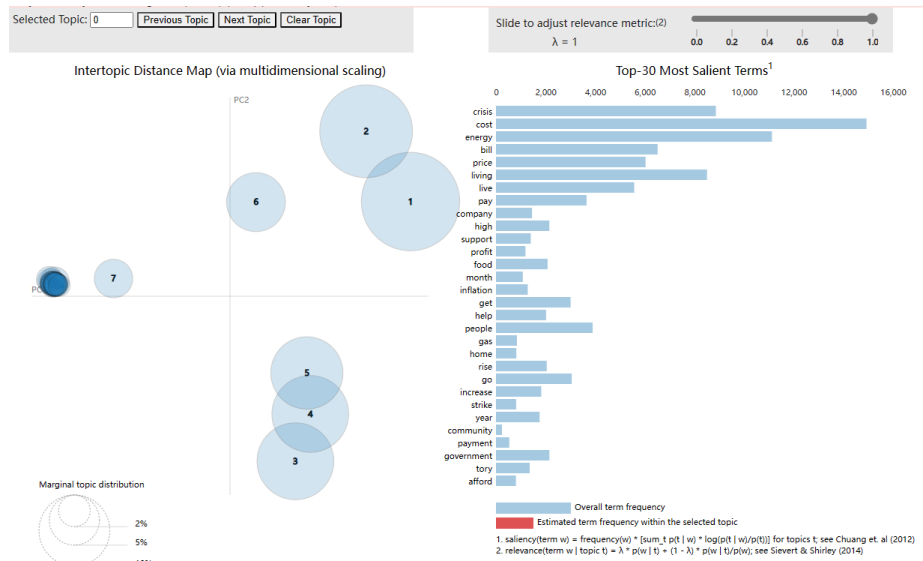 Selected Topic: 0 Previous Topic Next Topic Clear Topic
Slide to adjust relevance metric:(2)
λ = 1
0.0 0.2 0.4 0.6 0.8 1.0
Intertopic Distance Map (via multidimensional scaling)
PC2
2
1
6
7
5
4
3
Marginal topic distribution
2%
5%
Top-30 Most Salient Terms1
0 2,000 4,000 6,000 8,000 10,000 12,000 14,000 16,000
crisis
cost
energy
bill
price
living
live
pay
company
high
support
profit
food
month
inflation
get
help
people
gas
home
rise
go
increase
strike
year
community
payment
government
tory
afford
Overall term frequency
Estimated term frequency within the selected topic
1. saliency(term w) = frequency(w) * [sum_t p(t | w) * log(p(t | w)/p(t))] for topics t; see Chuang et. al (2012)
2. relevance(term w | topic t) = λ * p(w | t) + (1 - λ) * p(w | t)/p(w); see Sievert & Shirley (2014)